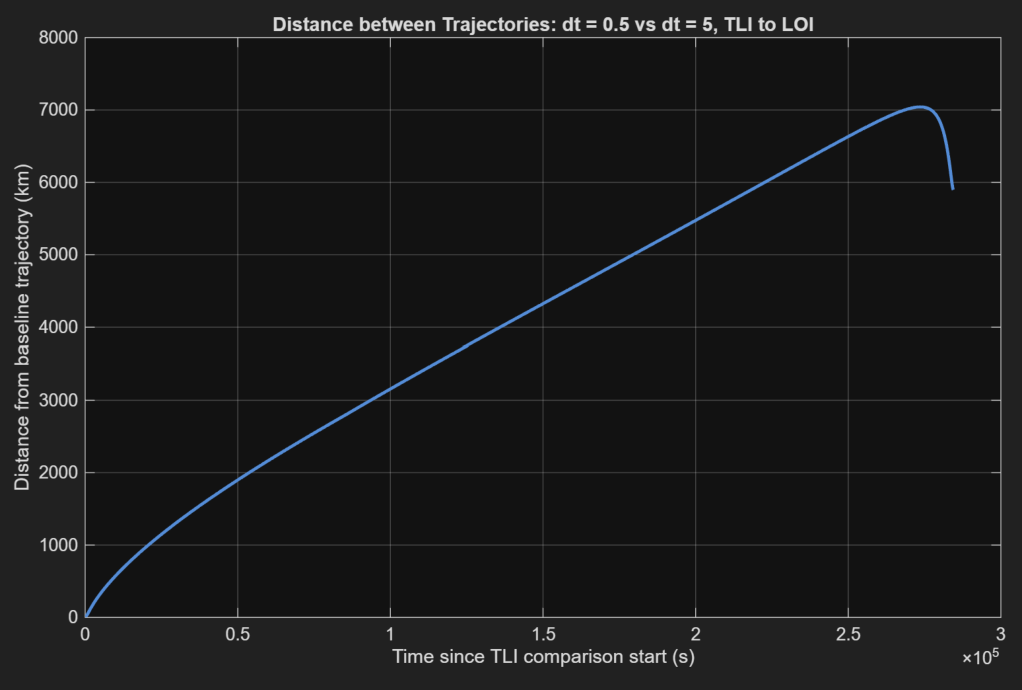 Distance between Trajectories: dt = 0.5 vs dt = 5, TLI to LOI
8000
7000
6000
5000
4000
3000
2000
1000
0
Distance from baseline trajectory (km)
0 0.5 1 1.5 2 2.5 3
Time since TLI comparison start (s)
×10⁵